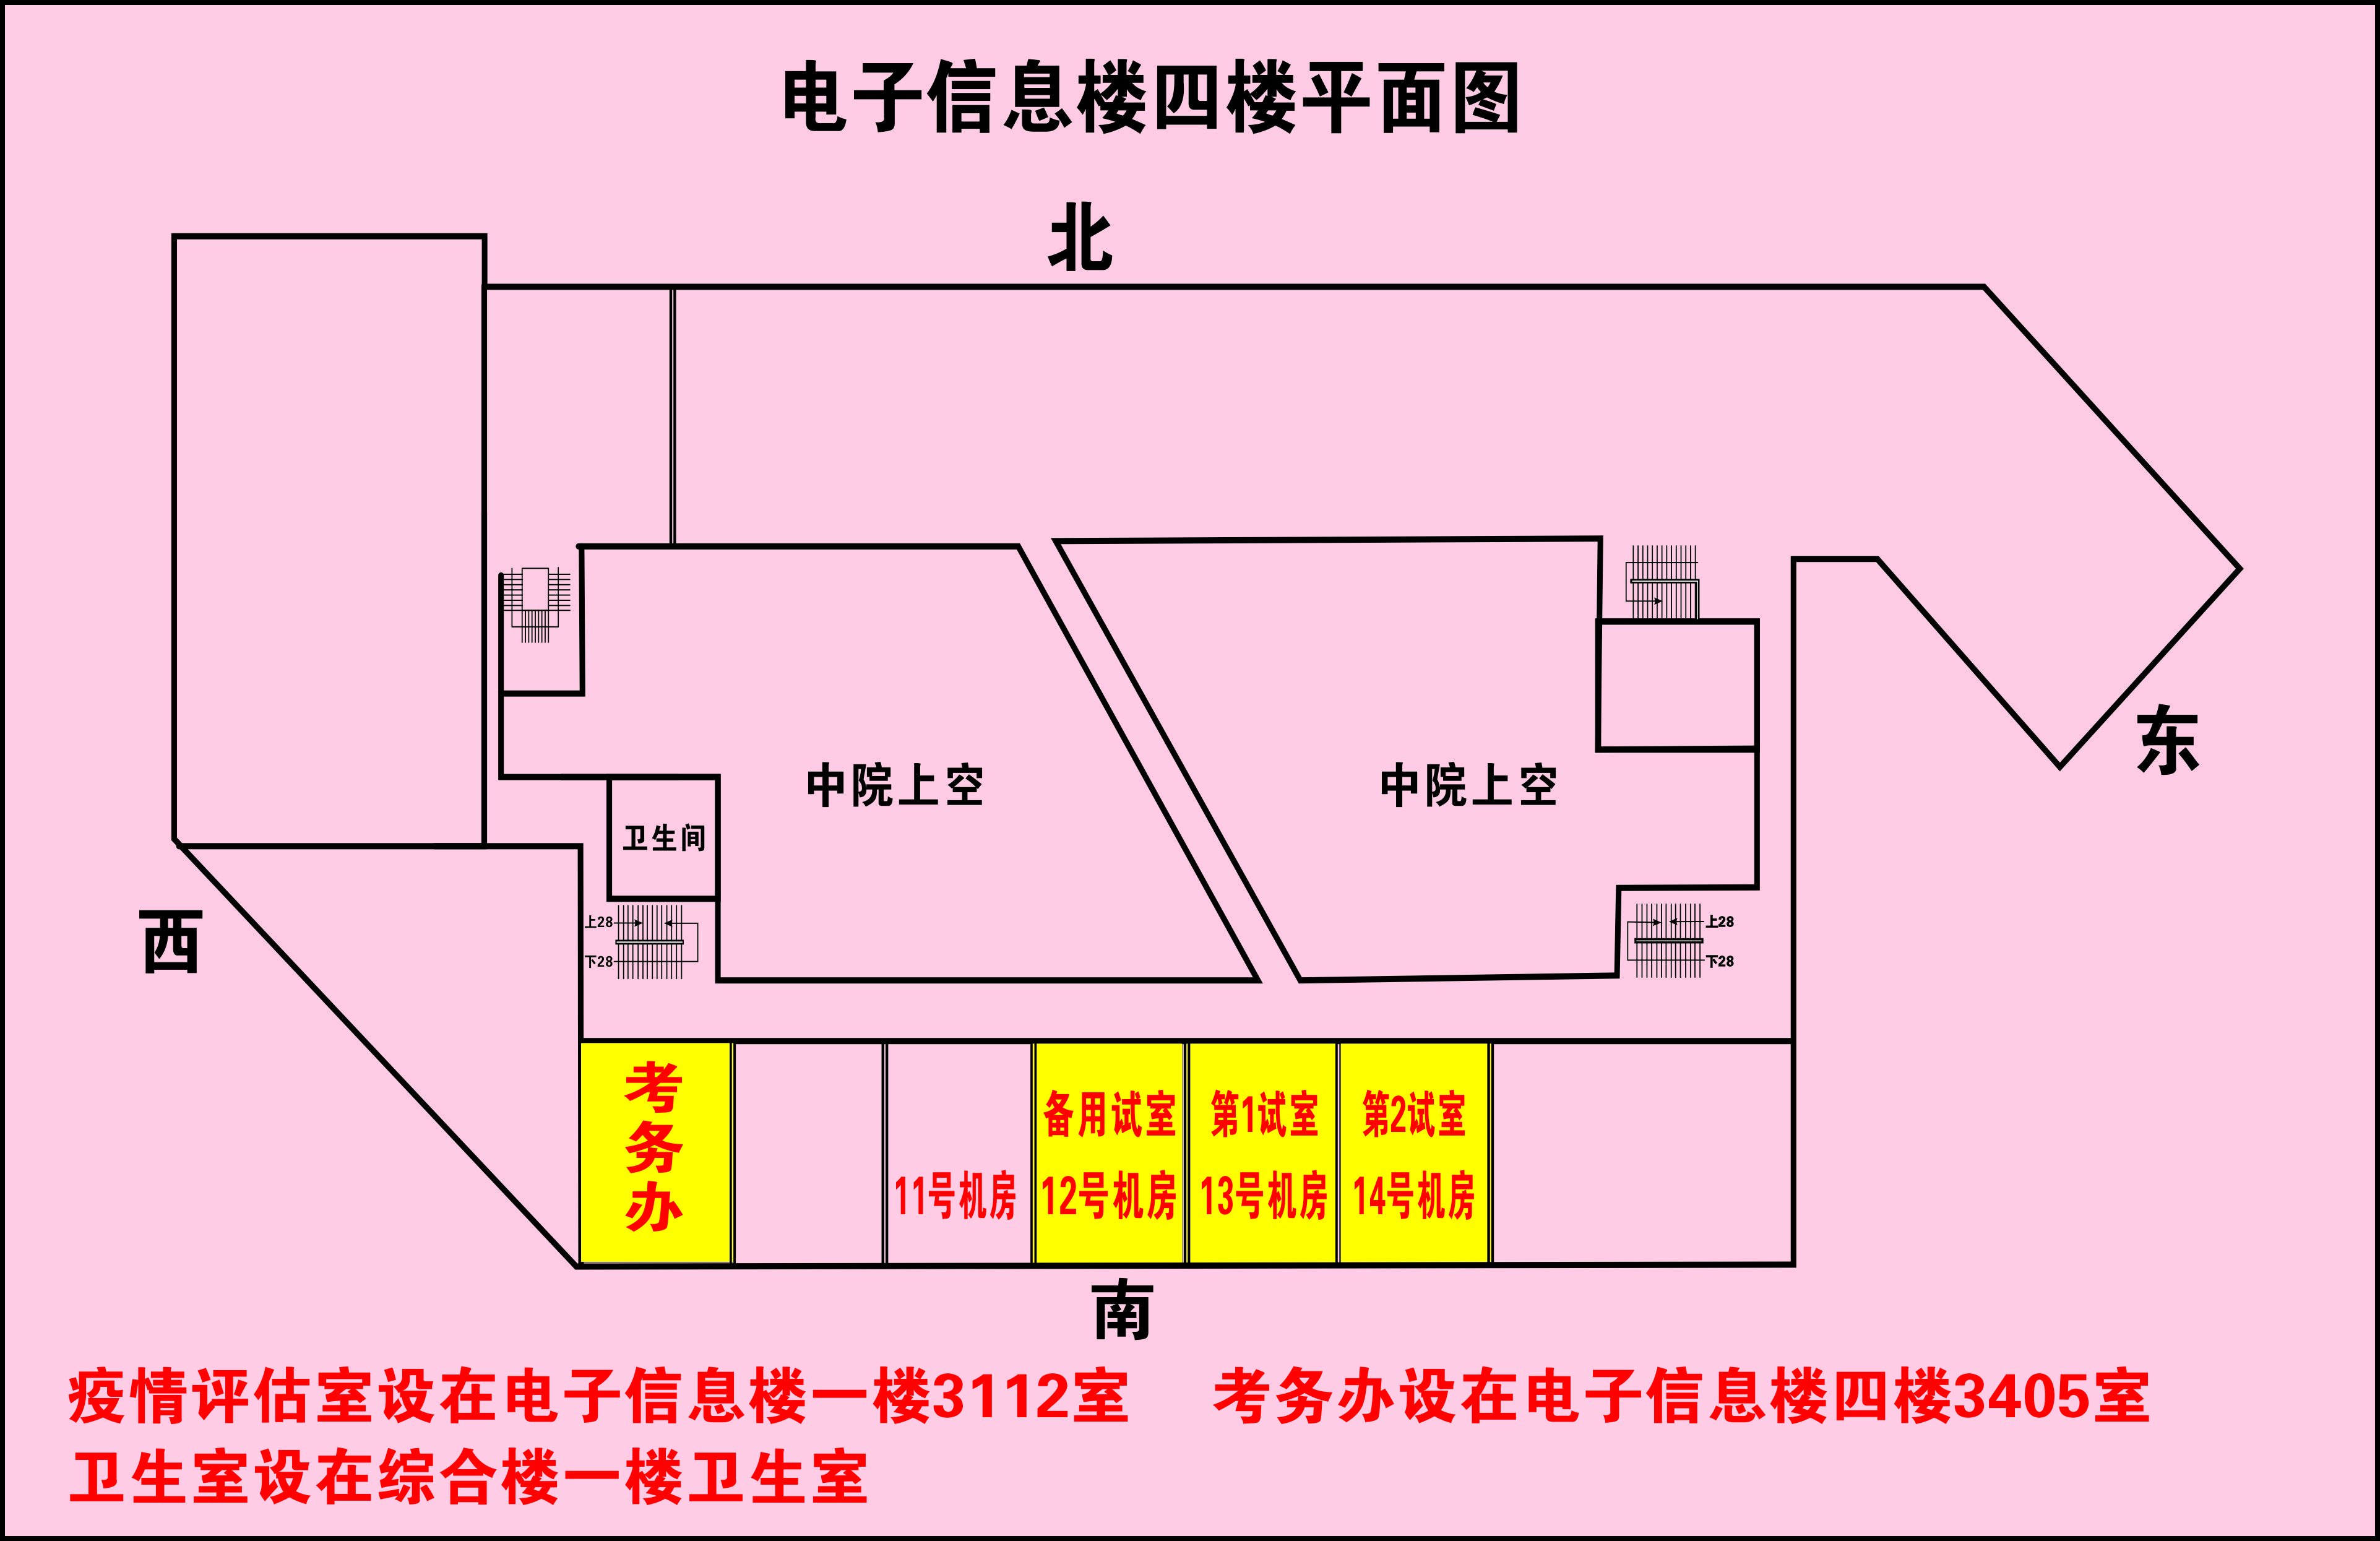 电子信息楼四楼平面图
北
东
中院上空
中院上空
卫生间
西
上28
上28
下28
下28
考务办
备用试室
第1试室
第2试室
11号机房
12号机房
13号机房
14号机房
南
疫情评估室设在电子信息楼一楼3112室 考务办设在电子信息楼四楼3405室
卫生室设在综合楼一楼卫生室